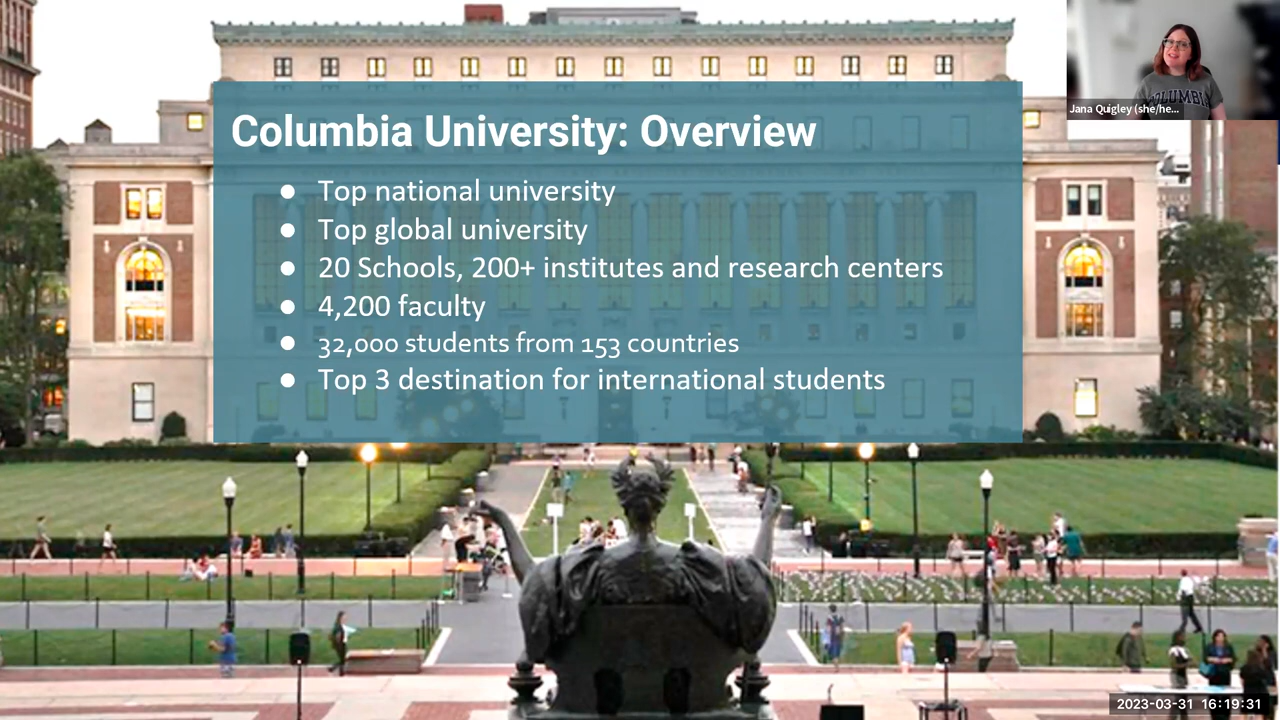 Columbia University: Overview
● Top national university
● Top global university
● 20 Schools, 200+ institutes and research centers
● 4,200 faculty
● 32,000 students from 153 countries
● Top 3 destination for international students
COLUMBIA
Jana Quigley (she/he...
2023-03-31 16:19:31